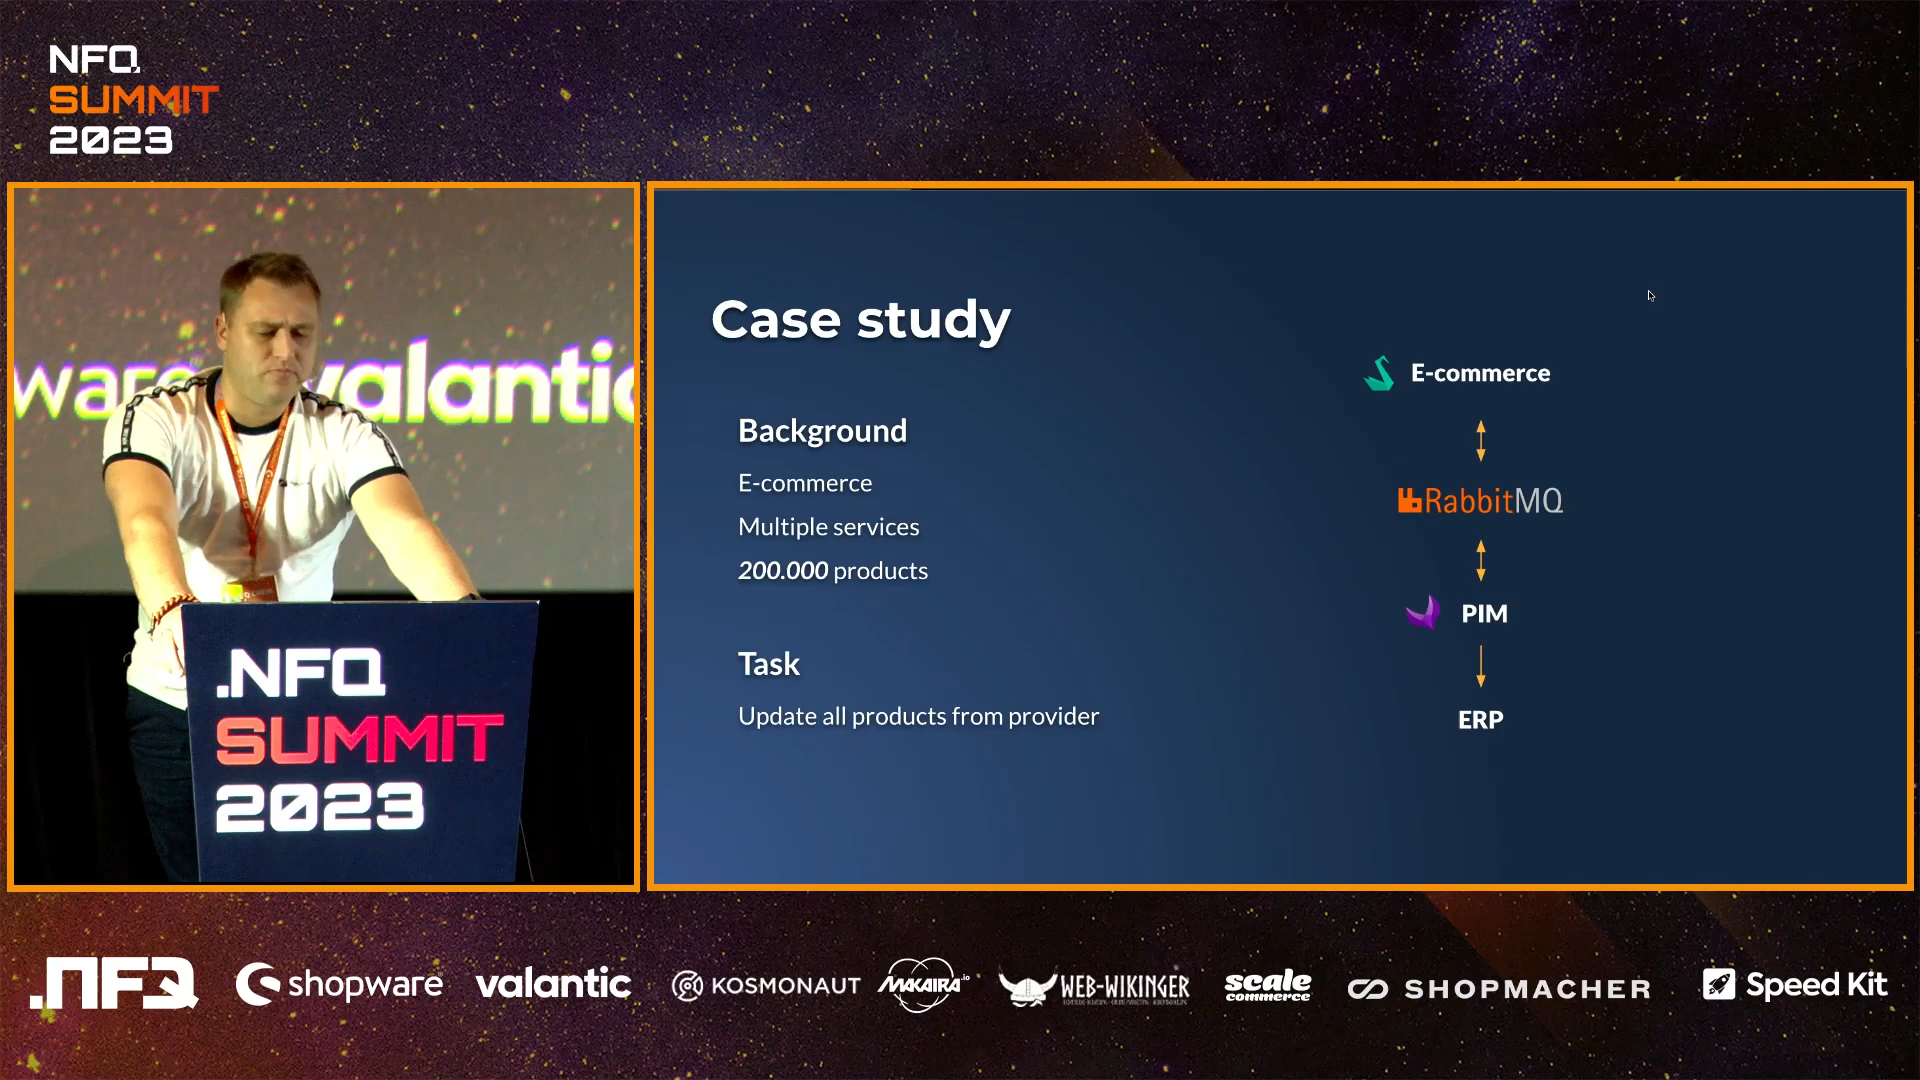 NFQ
SUMMIT
2023
ware
valantic
.NFQ
SUMMIT
2023
Case study
Background
E-commerce
Multiple services
200.000 products
Task
Update all products from provider
E-commerce
RabbitMQ
PIM
ERP
.NFQ
shopware
valantic
KOSMONAUT
MAKAIRA.io
WEB-WIKINGER
scale
commerce
SHOPMACHER
Speed Kit